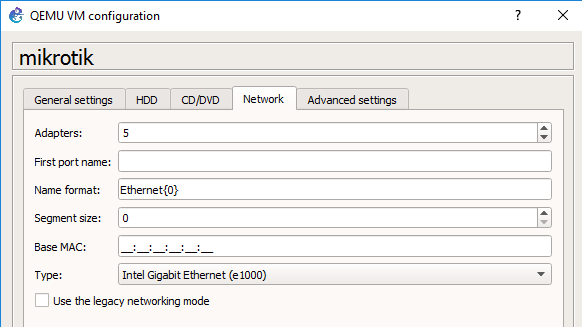 QEMU VM configuration
mikrotik
General settings HDD CD/DVD Network Advanced settings
Adapters: 5
First port name:
Name format: Ethernet{0}
Segment size: 0
Base MAC: __:__:__:__:__:__
Type: Intel Gigabit Ethernet (e1000)
Use the legacy networking mode